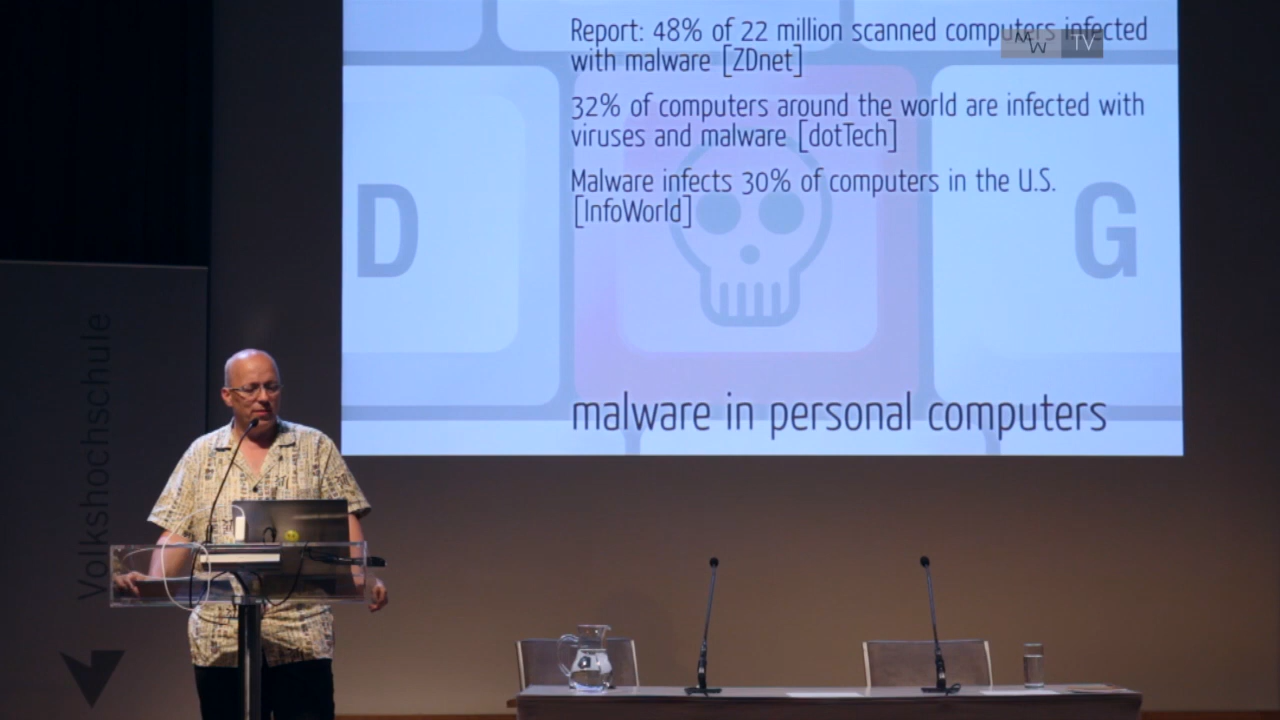 Report: 48% of 22 million scanned computers infected
with malware [ZDnet]
MW TV
32% of computers around the world are infected with
viruses and malware [dotTech]
Malware infects 30% of computers in the U.S.
[InfoWorld]
D
G
malware in personal computers
Volkshochschule